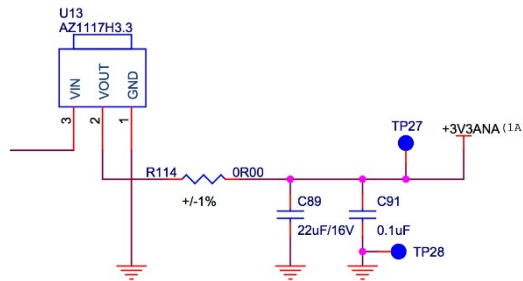 U13
AZ1117H3.3
VIN
VOUT
GND
3
2
1
TP27
+3V3ANA (1A
R114
0R00
+/-1%
C89
C91
22uF/16V
0.1uF
TP28